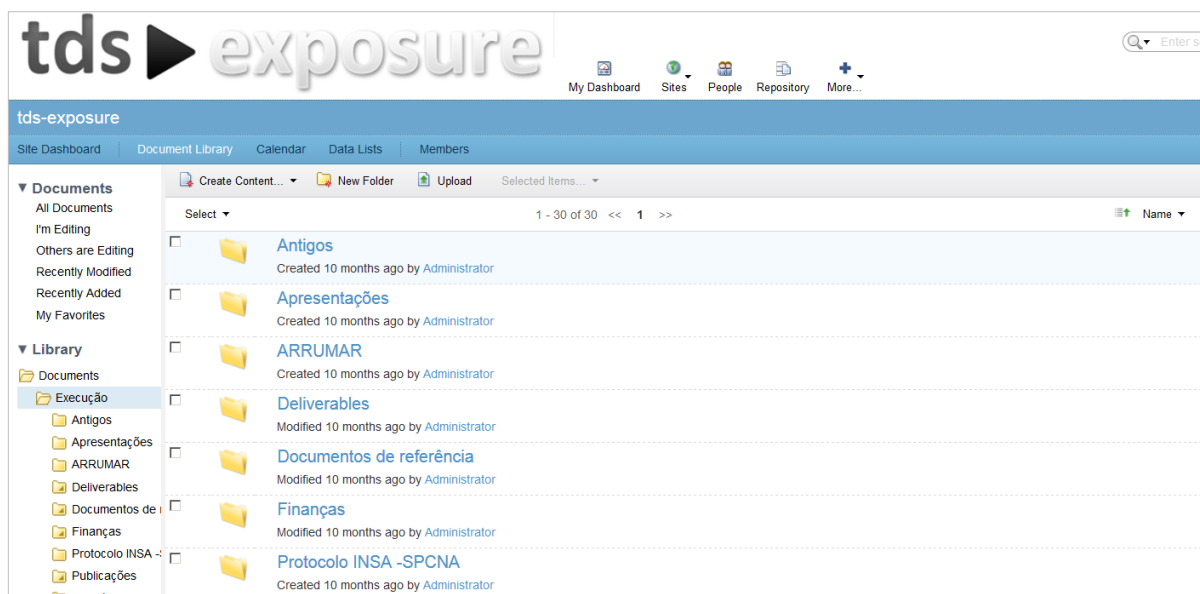 tds exposure
Enter s
My Dashboard Sites People Repository More...
tds-exposure
Site Dashboard Document Library Calendar Data Lists Members
Create Content... New Folder Upload Selected Items...
Select 1 - 30 of 30 << 1 >> Name
Documents
All Documents
I'm Editing
Others are Editing
Recently Modified
Recently Added
My Favorites
Library
Documents
Execução
Antigos
Apresentações
ARRUMAR
Deliverables
Documentos de
Finanças
Protocolo INSA -
Publicações
Antigos
Created 10 months ago by Administrator
Apresentações
Created 10 months ago by Administrator
ARRUMAR
Created 10 months ago by Administrator
Deliverables
Modified 10 months ago by Administrator
Documentos de referência
Modified 10 months ago by Administrator
Finanças
Modified 10 months ago by Administrator
Protocolo INSA -SPCNA
Created 10 months ago by Administrator